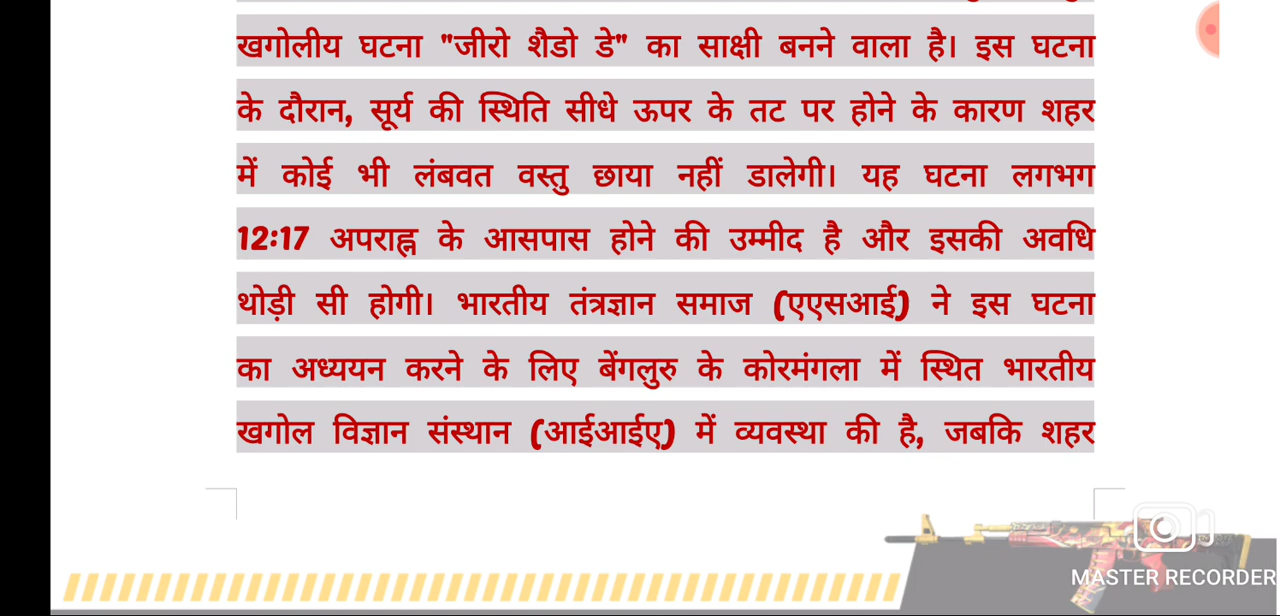 खगोलीय घटना "जीरो शैडो डे" का साक्षी बनने वाला है। इस घटना
के दौरान, सूर्य की स्थिति सीधे ऊपर के तट पर होने के कारण शहर
में कोई भी लंबवत वस्तु छाया नहीं डालेगी। यह घटना लगभग
12:17 अपराह्न के आसपास होने की उम्मीद है और इसकी अवधि
थोड़ी सी होगी। भारतीय तंत्रज्ञान समाज (एएसआई) ने इस घटना
का अध्ययन करने के लिए बेंगलुरु के कोरमंगला में स्थित भारतीय
खगोल विज्ञान संस्थान (आईआईए) में व्यवस्था की है, जबकि शहर
MASTER RECORDER